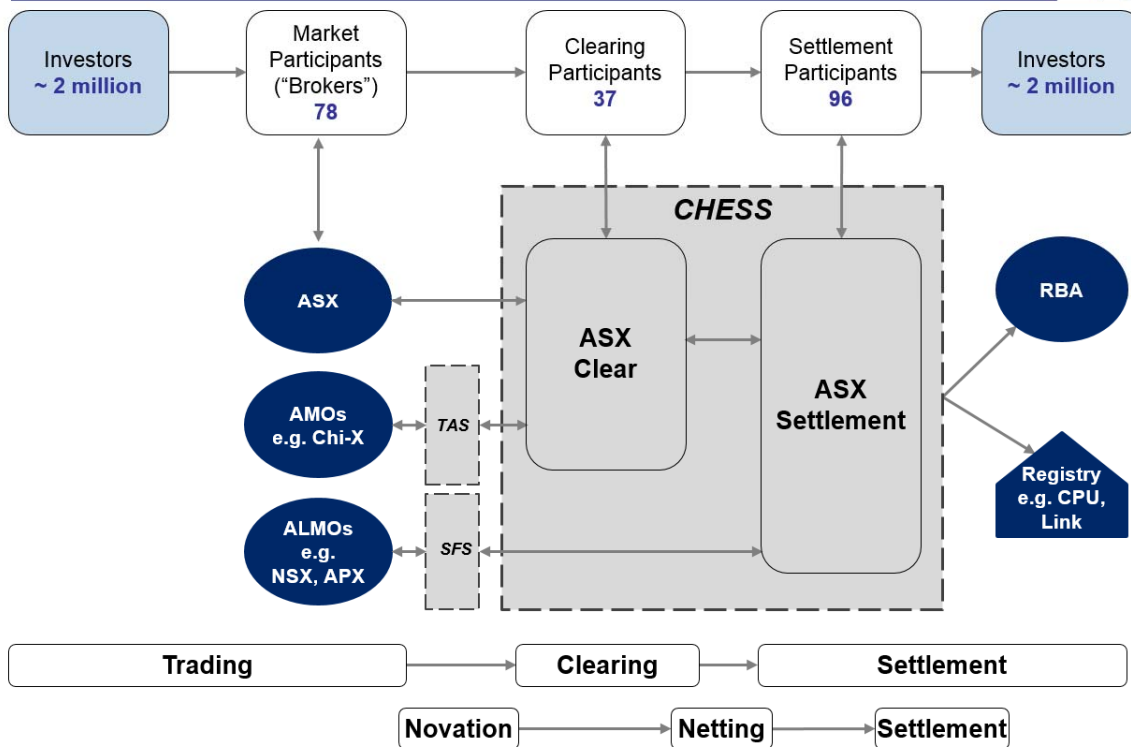 Investors
~ 2 million
Market
Participants
(“Brokers”)
78
Clearing
Participants
37
Settlement
Participants
96
Investors
~ 2 million
CHESS
ASX
ASX
Clear
ASX
Settlement
RBA
AMOs
e.g. Chi-X
TAS
Registry
e.g. CPU,
Link
ALMOs
e.g.
NSX, APX
SFS
Trading
Clearing
Settlement
Novation
Netting
Settlement